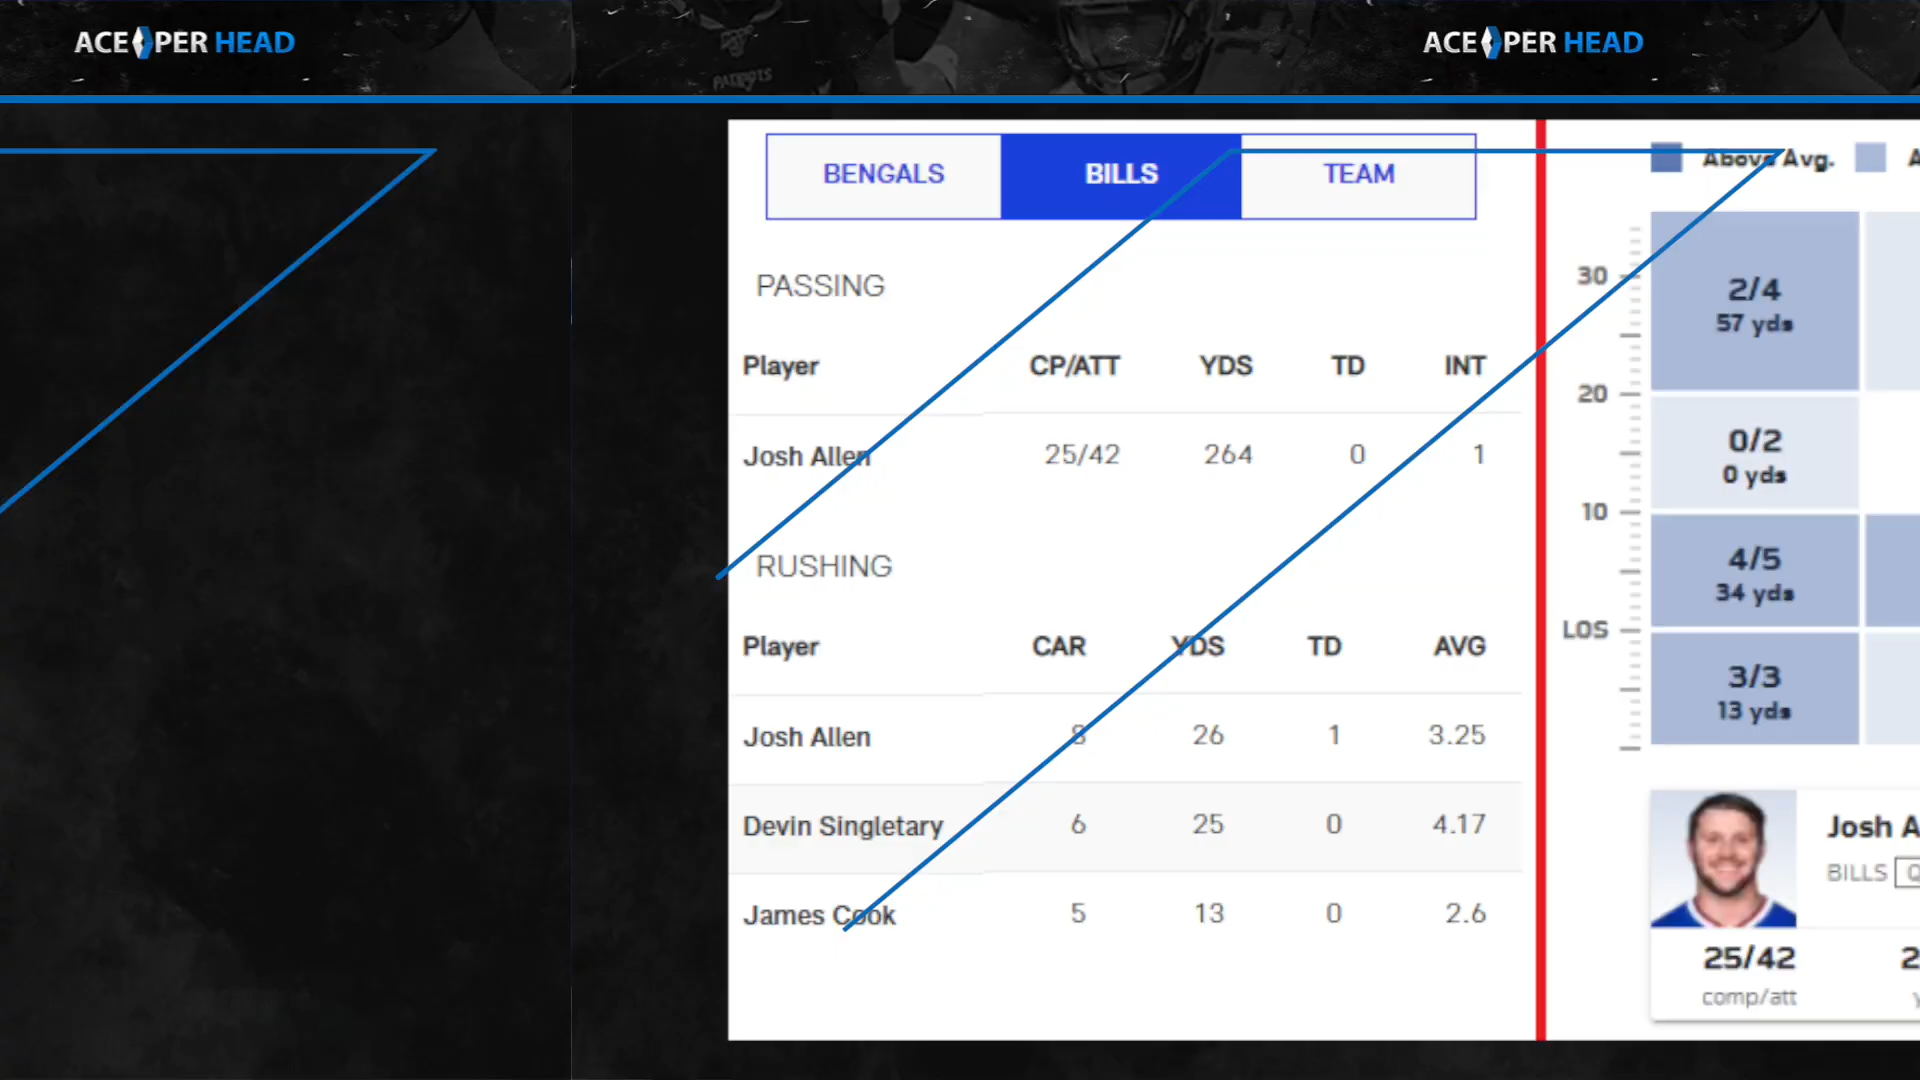 ACE PER HEAD
ACE PER HEAD
PATRIOTS
BENGALS BILLS TEAM
PASSING
Player CP/ATT YDS TD INT
Josh Allen 25/42 264 0 1
RUSHING
Player CAR YDS TD AVG
Josh Allen 8 26 1 3.25
Devin Singletary 6 25 0 4.17
James Cook 5 13 0 2.6
Above Avg. A
30
2/4
57 yds
20
0/2
0 yds
10
4/5
34 yds
LOS
3/3
13 yds
Josh A
BILLS Q
25/42 2
comp/att y